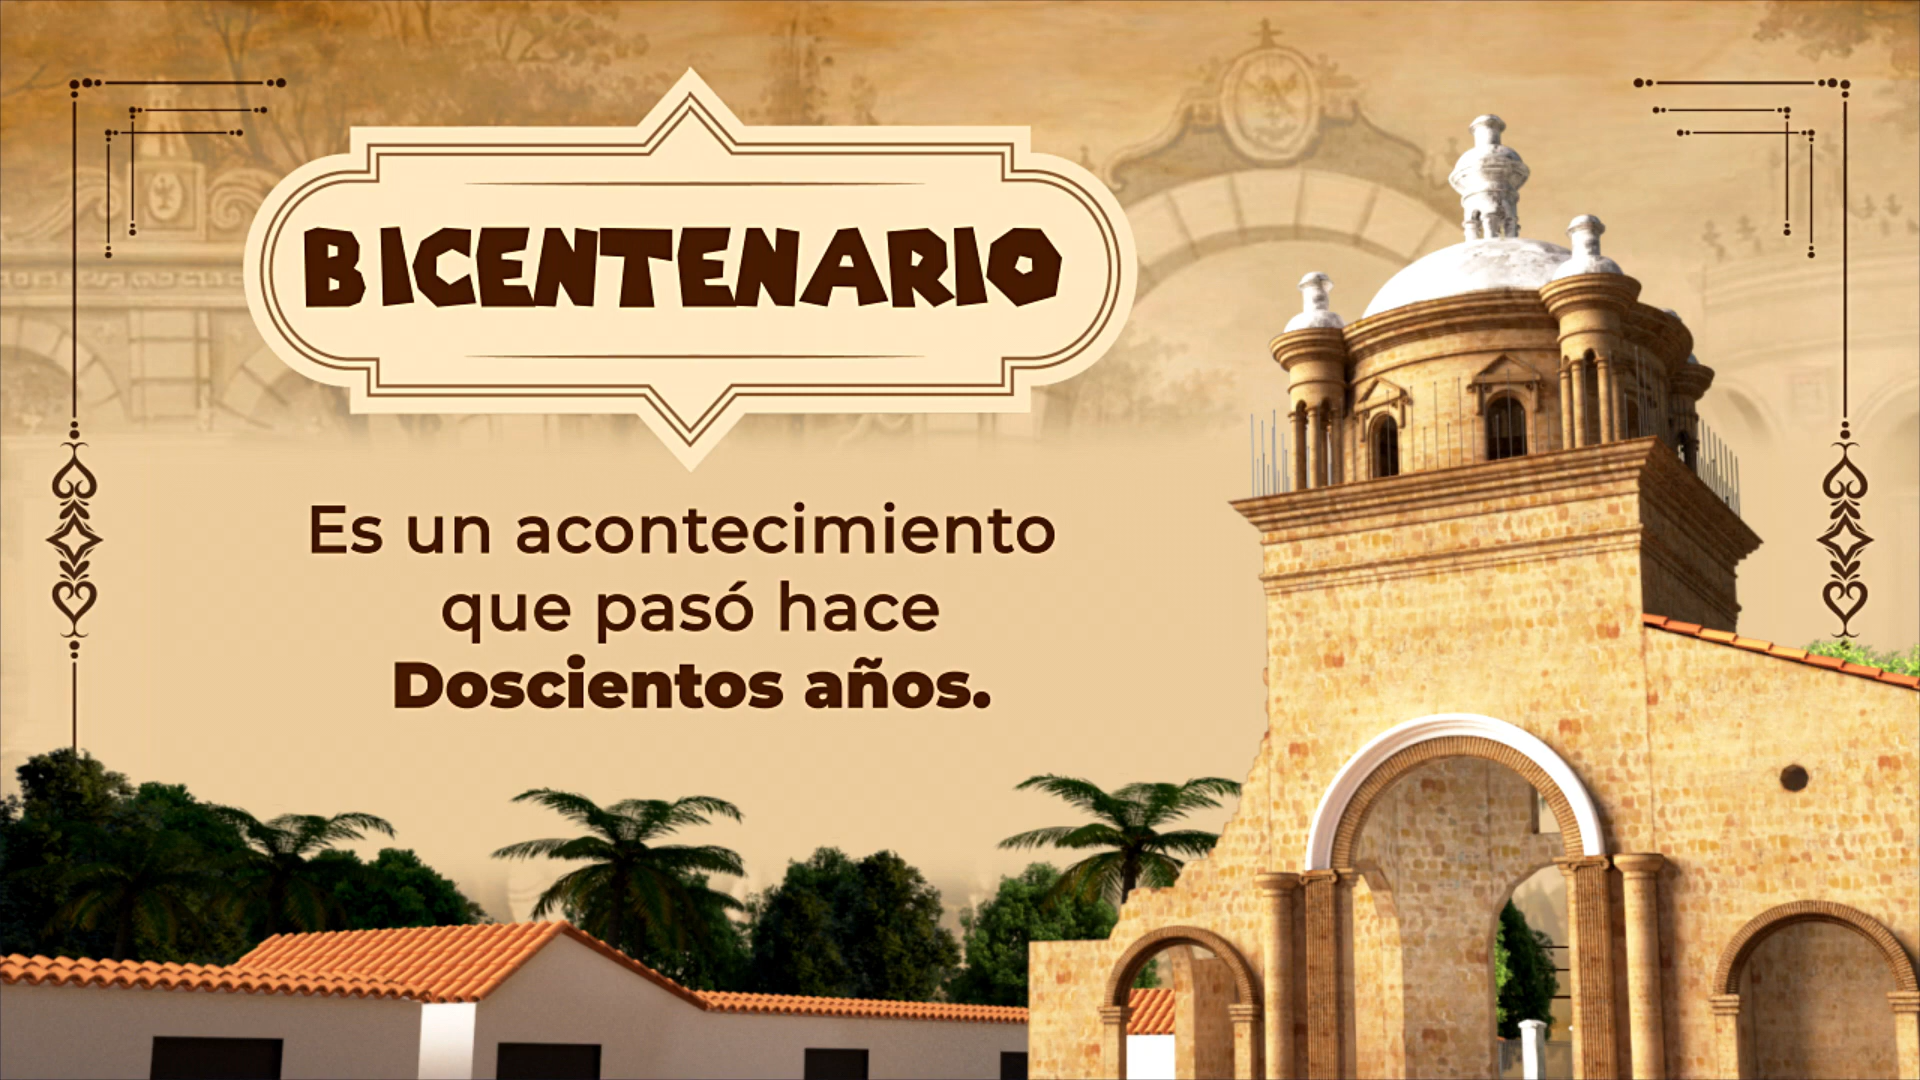 BICENTENARIO
Es un acontecimiento
que pasó hace
Doscientos años.